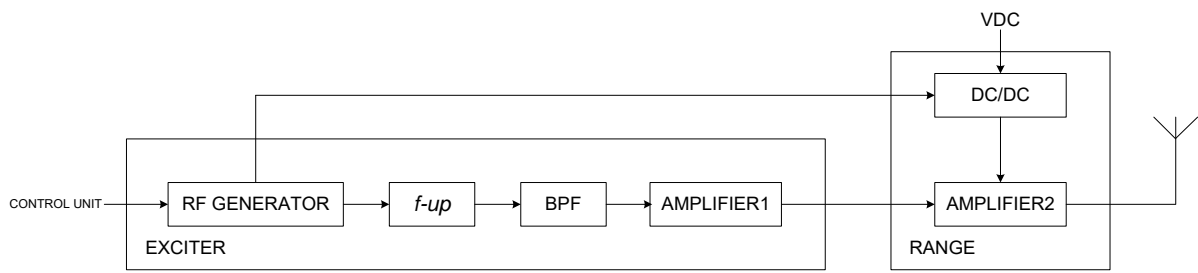 VDC
DC/DC
CONTROL UNIT
RF GENERATOR
f-up
BPF
AMPLIFIER1
AMPLIFIER2
EXCITER
RANGE